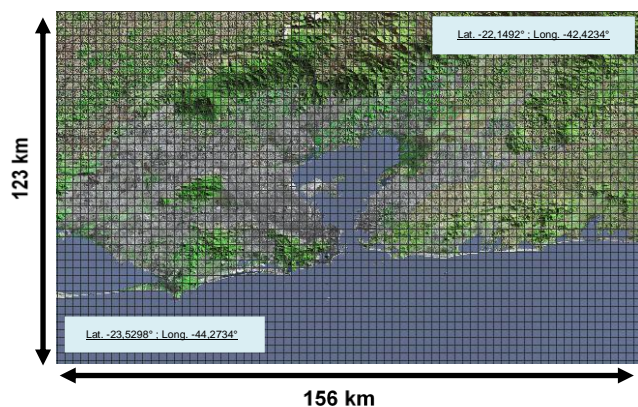 Lat. -22,1492° ; Long. -42,4234°
123 km
Lat. -23,5298° ; Long. -44,2734°
156 km